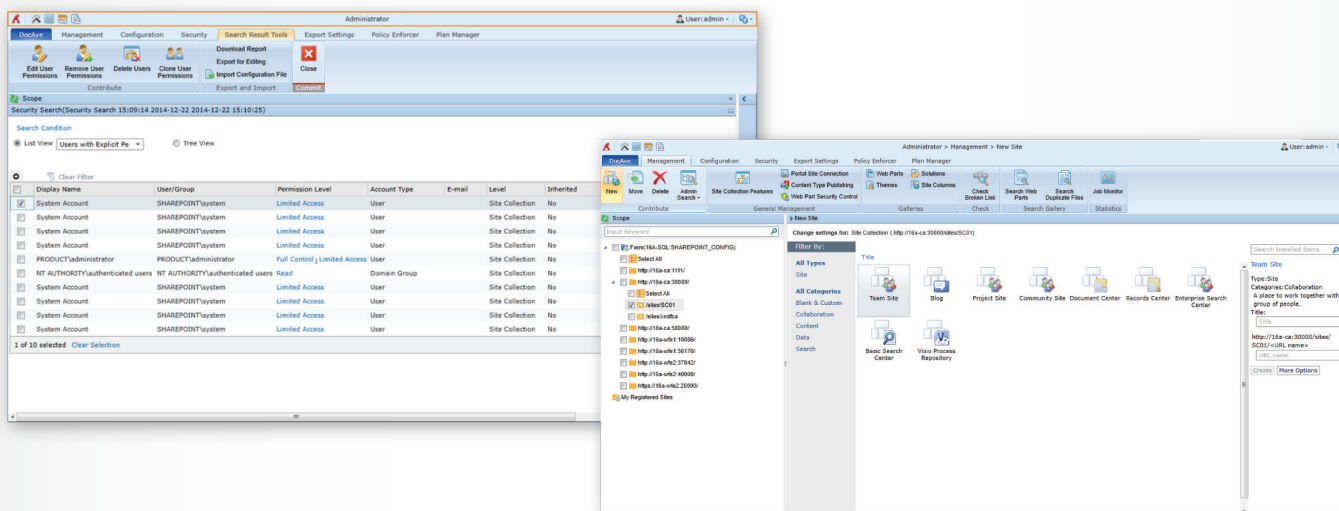 Administrator
User: admin
DocAve Management Configuration Security Search Result Tools Export Settings Policy Enforcer Plan Manager
Edit User Permissions
Remove User Permissions
Delete Users
Clone User Permissions
Download Report
Export for Editing
Import Configuration File
Close
Contribute Export and Import Commit
Scope
Security Search(Security Search 15:09:14 2014-12-22 2014-12-22 15:10:25)
Search Condition
List View Users with Explicit Pe Tree View
Clear Filter
Display Name User/Group Permission Level Account Type E-mail Level Inherited
System Account SHAREPOINT\system Limited Access User Site Collection No
System Account SHAREPOINT\system Limited Access User Site Collection No
System Account SHAREPOINT\system Limited Access User Site Collection No
System Account SHAREPOINT\system Limited Access User Site Collection No
PRODUCT\administrator PRODUCT\administrator Full Control ; Limited Access User Site Collection No
NT AUTHORITY\authenticated users NT AUTHORITY\authenticated users Read Domain Group Site Collection No
System Account SHAREPOINT\system Limited Access User Site Collection No
System Account SHAREPOINT\system Limited Access User Site Collection No
System Account SHAREPOINT\system Limited Access User Site Collection No
System Account SHAREPOINT\system Limited Access User Site Collection No
1 of 10 selected Clear Selection
Administrator > Management > New Site
User: admin
DocAve Management Configuration Security Export Settings Policy Enforcer Plan Manager
New
Move
Delete
Admin Search
Site Collection Features
Portal Site Connection
Content Type Publishing
Web Part Security Control
Web Parts
Themes
Solutions
Site Columns
Check Broken Link
Search Web Parts
Search Duplicate Files
Job Monitor
Contribute General Management Galleries Check Search Gallery Statistics
Scope
Input Keyword
Farm(16A-SQL:SHAREPOINT_CONFIG)
Select All
http://16a-ca:1111/
http://16a-ca:30000/
Select All
/sites/SC01
http://16a-ca:50000/
http://16a-wfe1:10086/
http://16a-wfe1:36170/
http://16a-wfe2:37842/
http://16a-wfe2:40000/
https://16a-wfe2:20000/
My Registered Sites
> New Site
Change settings for: Site Collection ( http://16a-ca:30000/sites/SC01)
Filter By:
All Types
Site
All Categories
Blank & Custom
Collaboration
Content
Data
Search
Title
Team Site
Blog
Project Site
Community Site
Document Center
Records Center
Enterprise Search Center
Basic Search Center
Visio Process Repository
Search Installed Items
Team Site
Type:Site
Categories:Collaboration
A place to work together with
group of people.
Title:
Title
http://16a-ca:30000/sites/
SC01/<URL name>
URL name
Create More Options